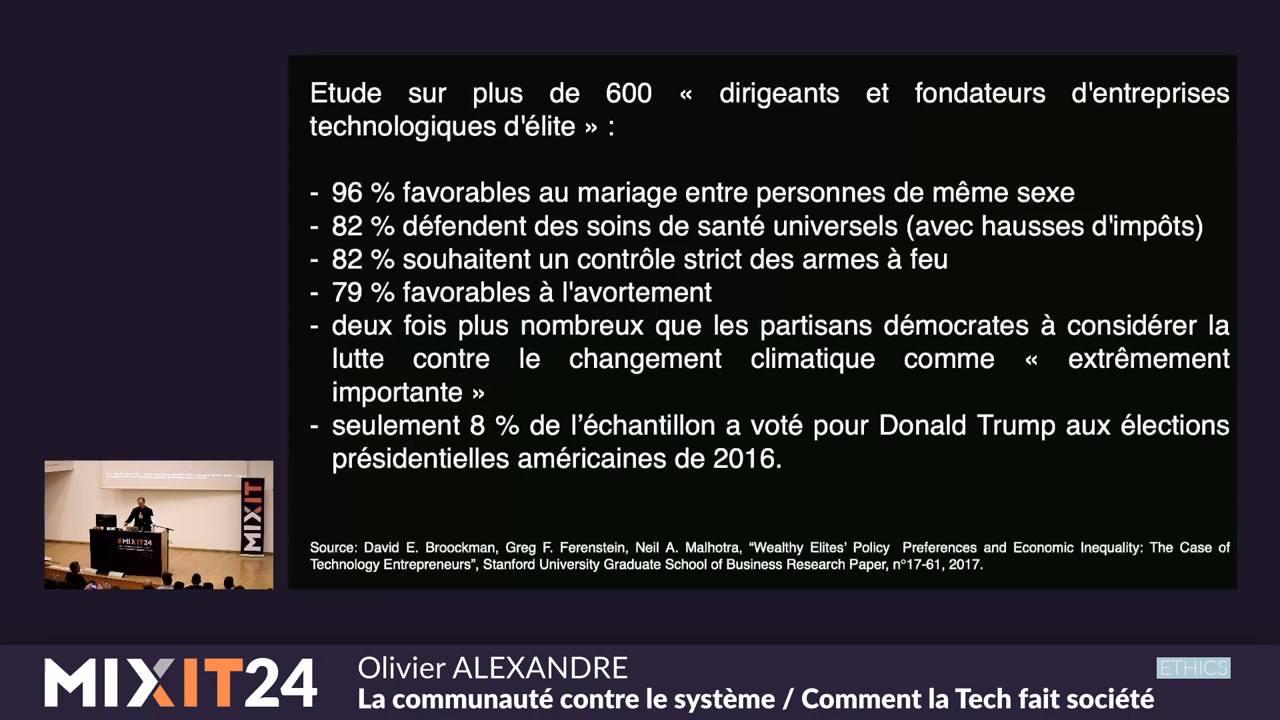 Etude sur plus de 600 « dirigeants et fondateurs d'entreprises
technologiques d'élite » :
- 96 % favorables au mariage entre personnes de même sexe
- 82 % défendent des soins de santé universels (avec hausses d'impôts)
- 82 % souhaitent un contrôle strict des armes à feu
- 79 % favorables à l'avortement
- deux fois plus nombreux que les partisans démocrates à considérer la
lutte contre le changement climatique comme « extrêmement
importante »
- seulement 8 % de l’échantillon a voté pour Donald Trump aux élections
présidentielles américaines de 2016.
Source: David E. Broockman, Greg F. Ferenstein, Neil A. Malhotra, “Wealthy Elites’ Policy Preferences and Economic Inequality: The Case of
Technology Entrepreneurs”, Stanford University Graduate School of Business Research Paper, n°17-61, 2017.
MIXIT
#MIXIT24
MIXIT24
Olivier ALEXANDRE
La communauté contre le système / Comment la Tech fait société
ETHICS